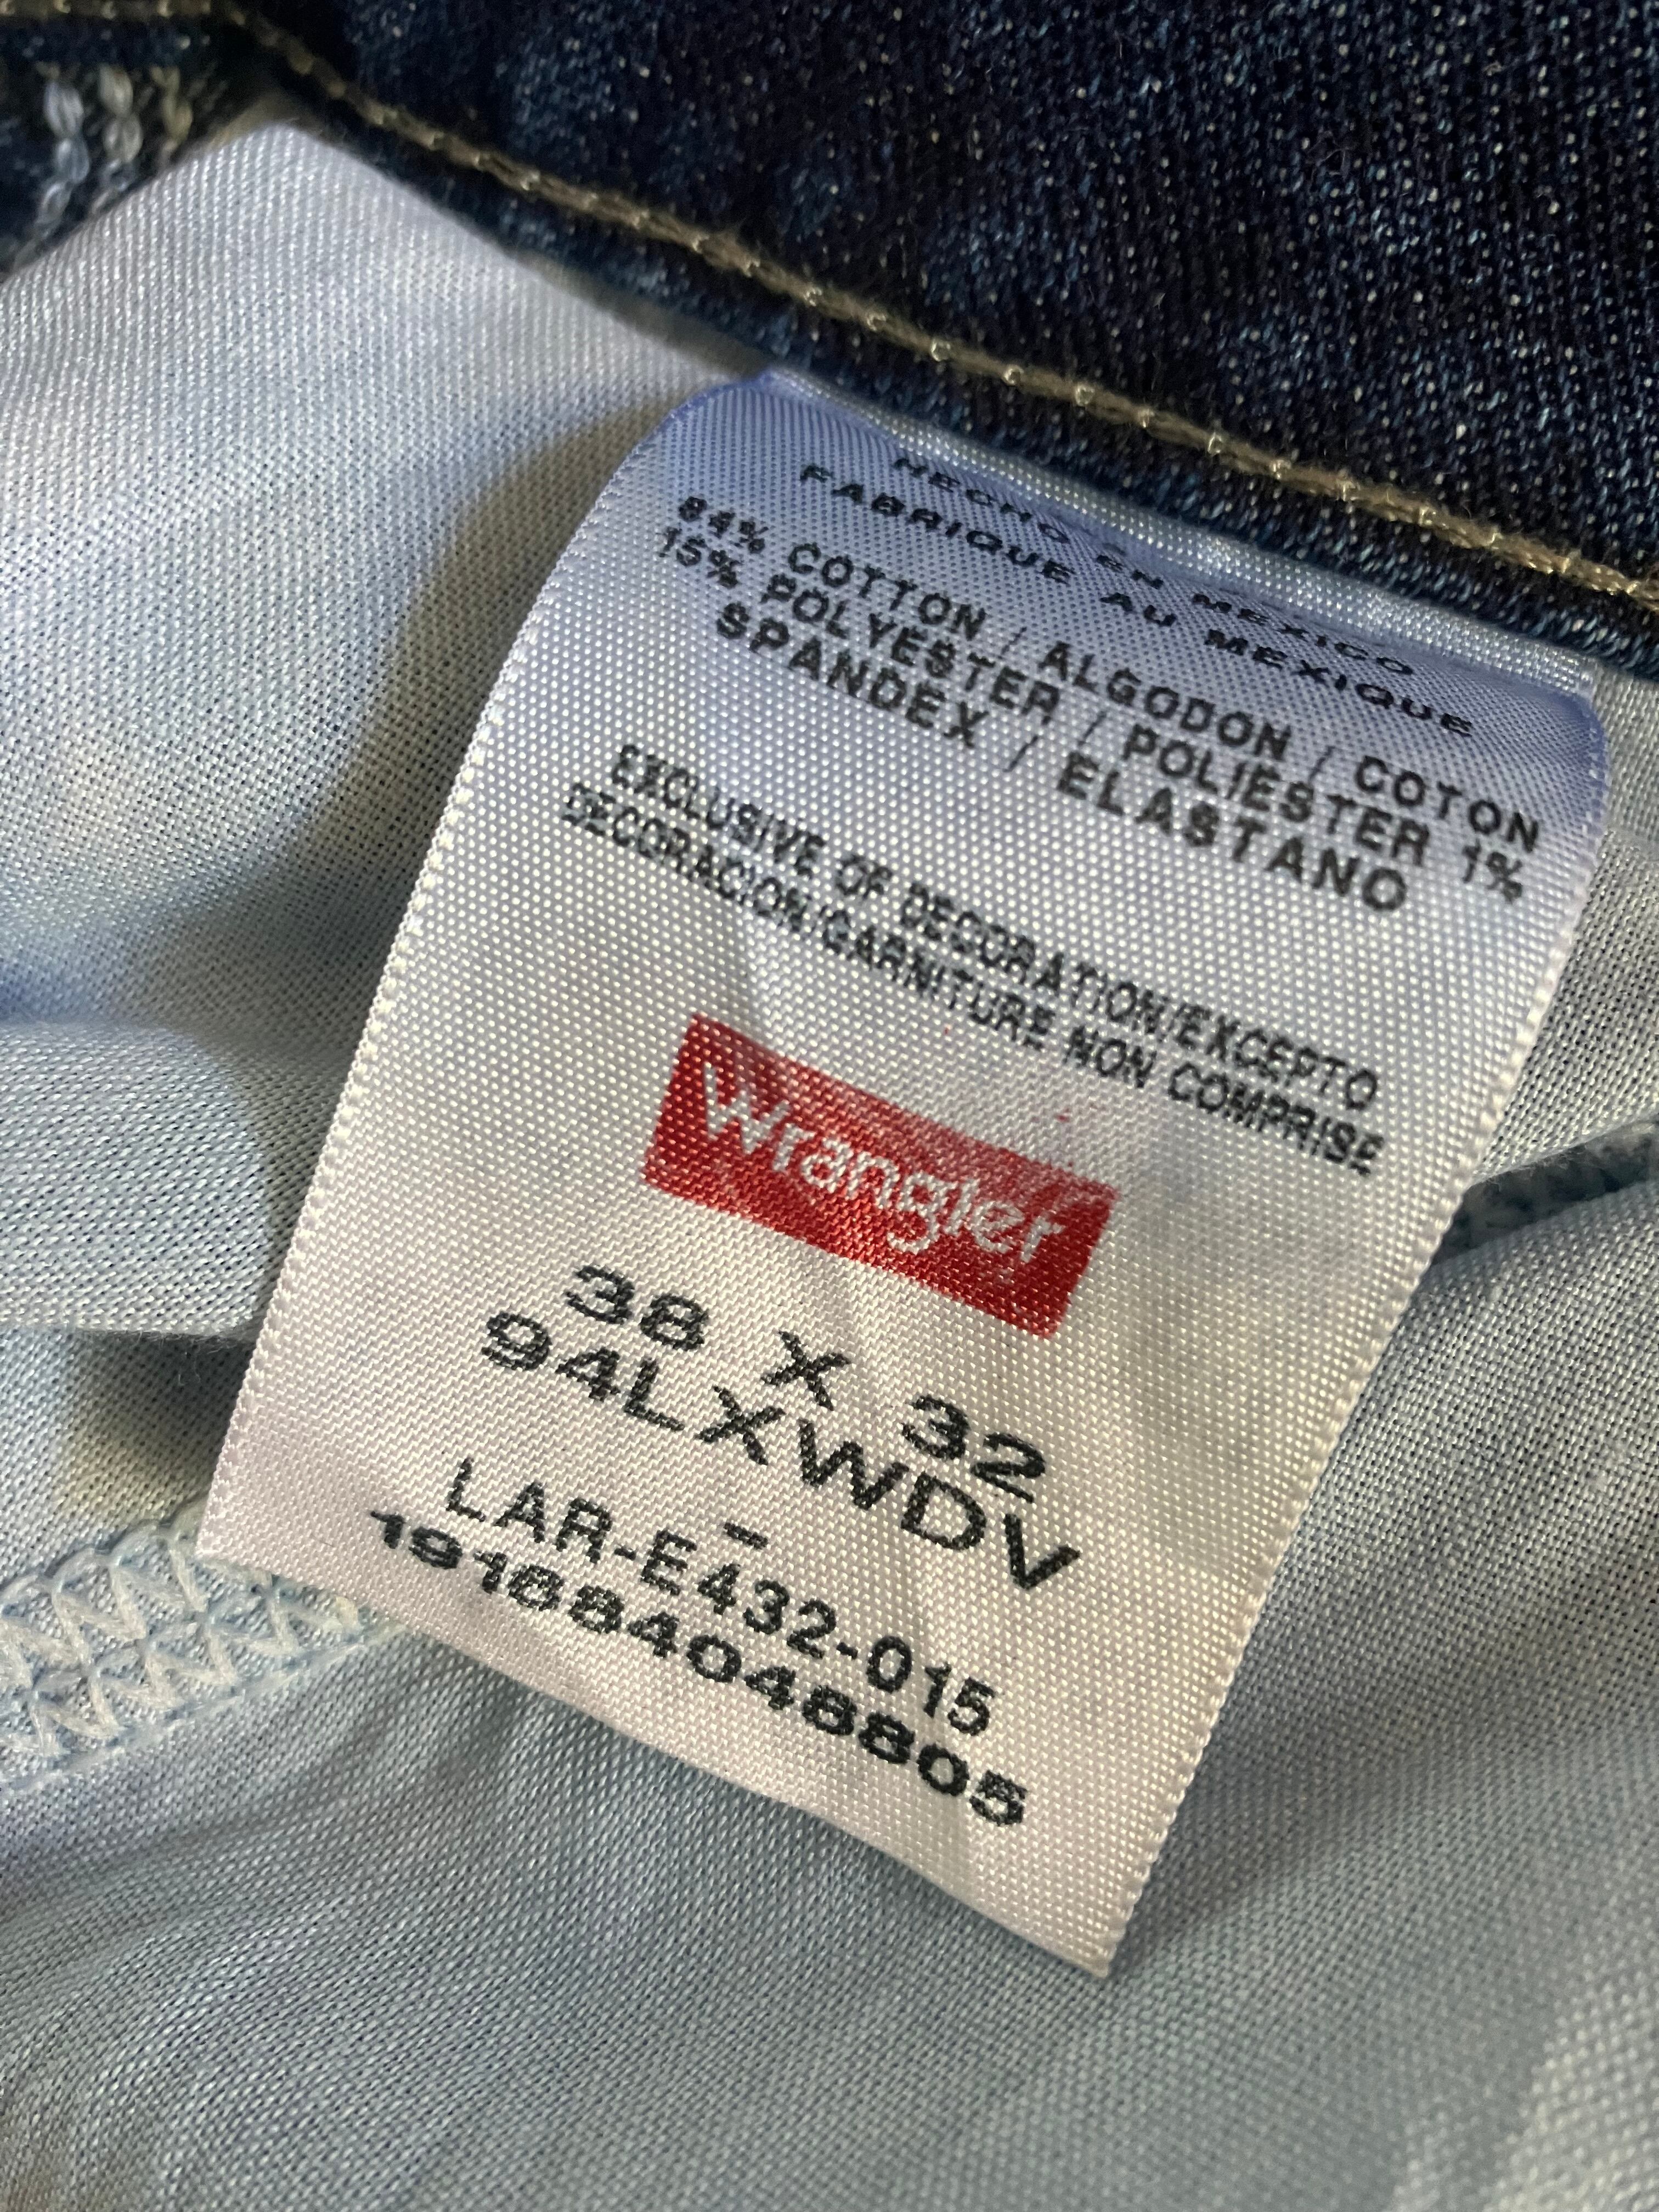 HECHO EN MEXICO
FABRIQUE AU MEXIQUE
84% COTTON / ALGODON / COTON
15% POLYESTER / POLIESTER 1%
SPANDEX / ELASTANO
EXCLUSIVE OF DECORATION/EXCEPTO
DECORACION/GARNITURE NON COMPRISE
Wrangler
38 X 32
94LXWDV
-
LAR-E432-015
191684048805